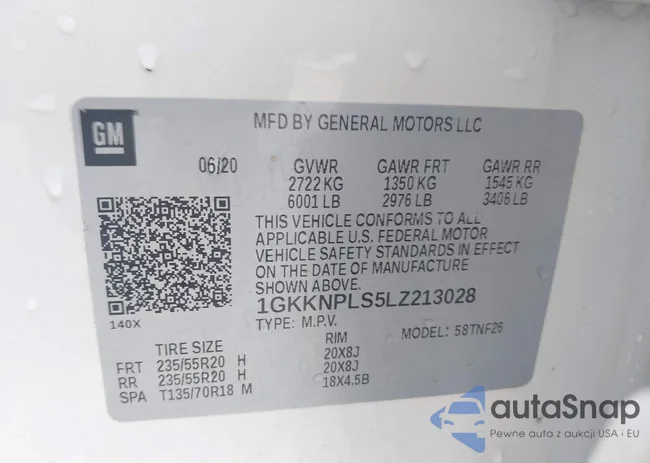 GM
MFD BY GENERAL MOTORS LLC
06/20 GVWR GAWR FRT GAWR RR
2722 KG 1350 KG 1545 KG
6001 LB 2976 LB 3406 LB
THIS VEHICLE CONFORMS TO ALL
APPLICABLE U.S. FEDERAL MOTOR
VEHICLE SAFETY STANDARDS IN EFFECT
ON THE DATE OF MANUFACTURE
SHOWN ABOVE.
1GKKNPLS5LZ213028
140X
TYPE: M.P.V. MODEL: 58TNF26
TIRE SIZE RIM
FRT 235/55R20 H 20X8J
RR 235/55R20 H 20X8J
SPA T135/70R18 M 18X4.5B
autaSnap
Pewne auta z aukcji USA i EU